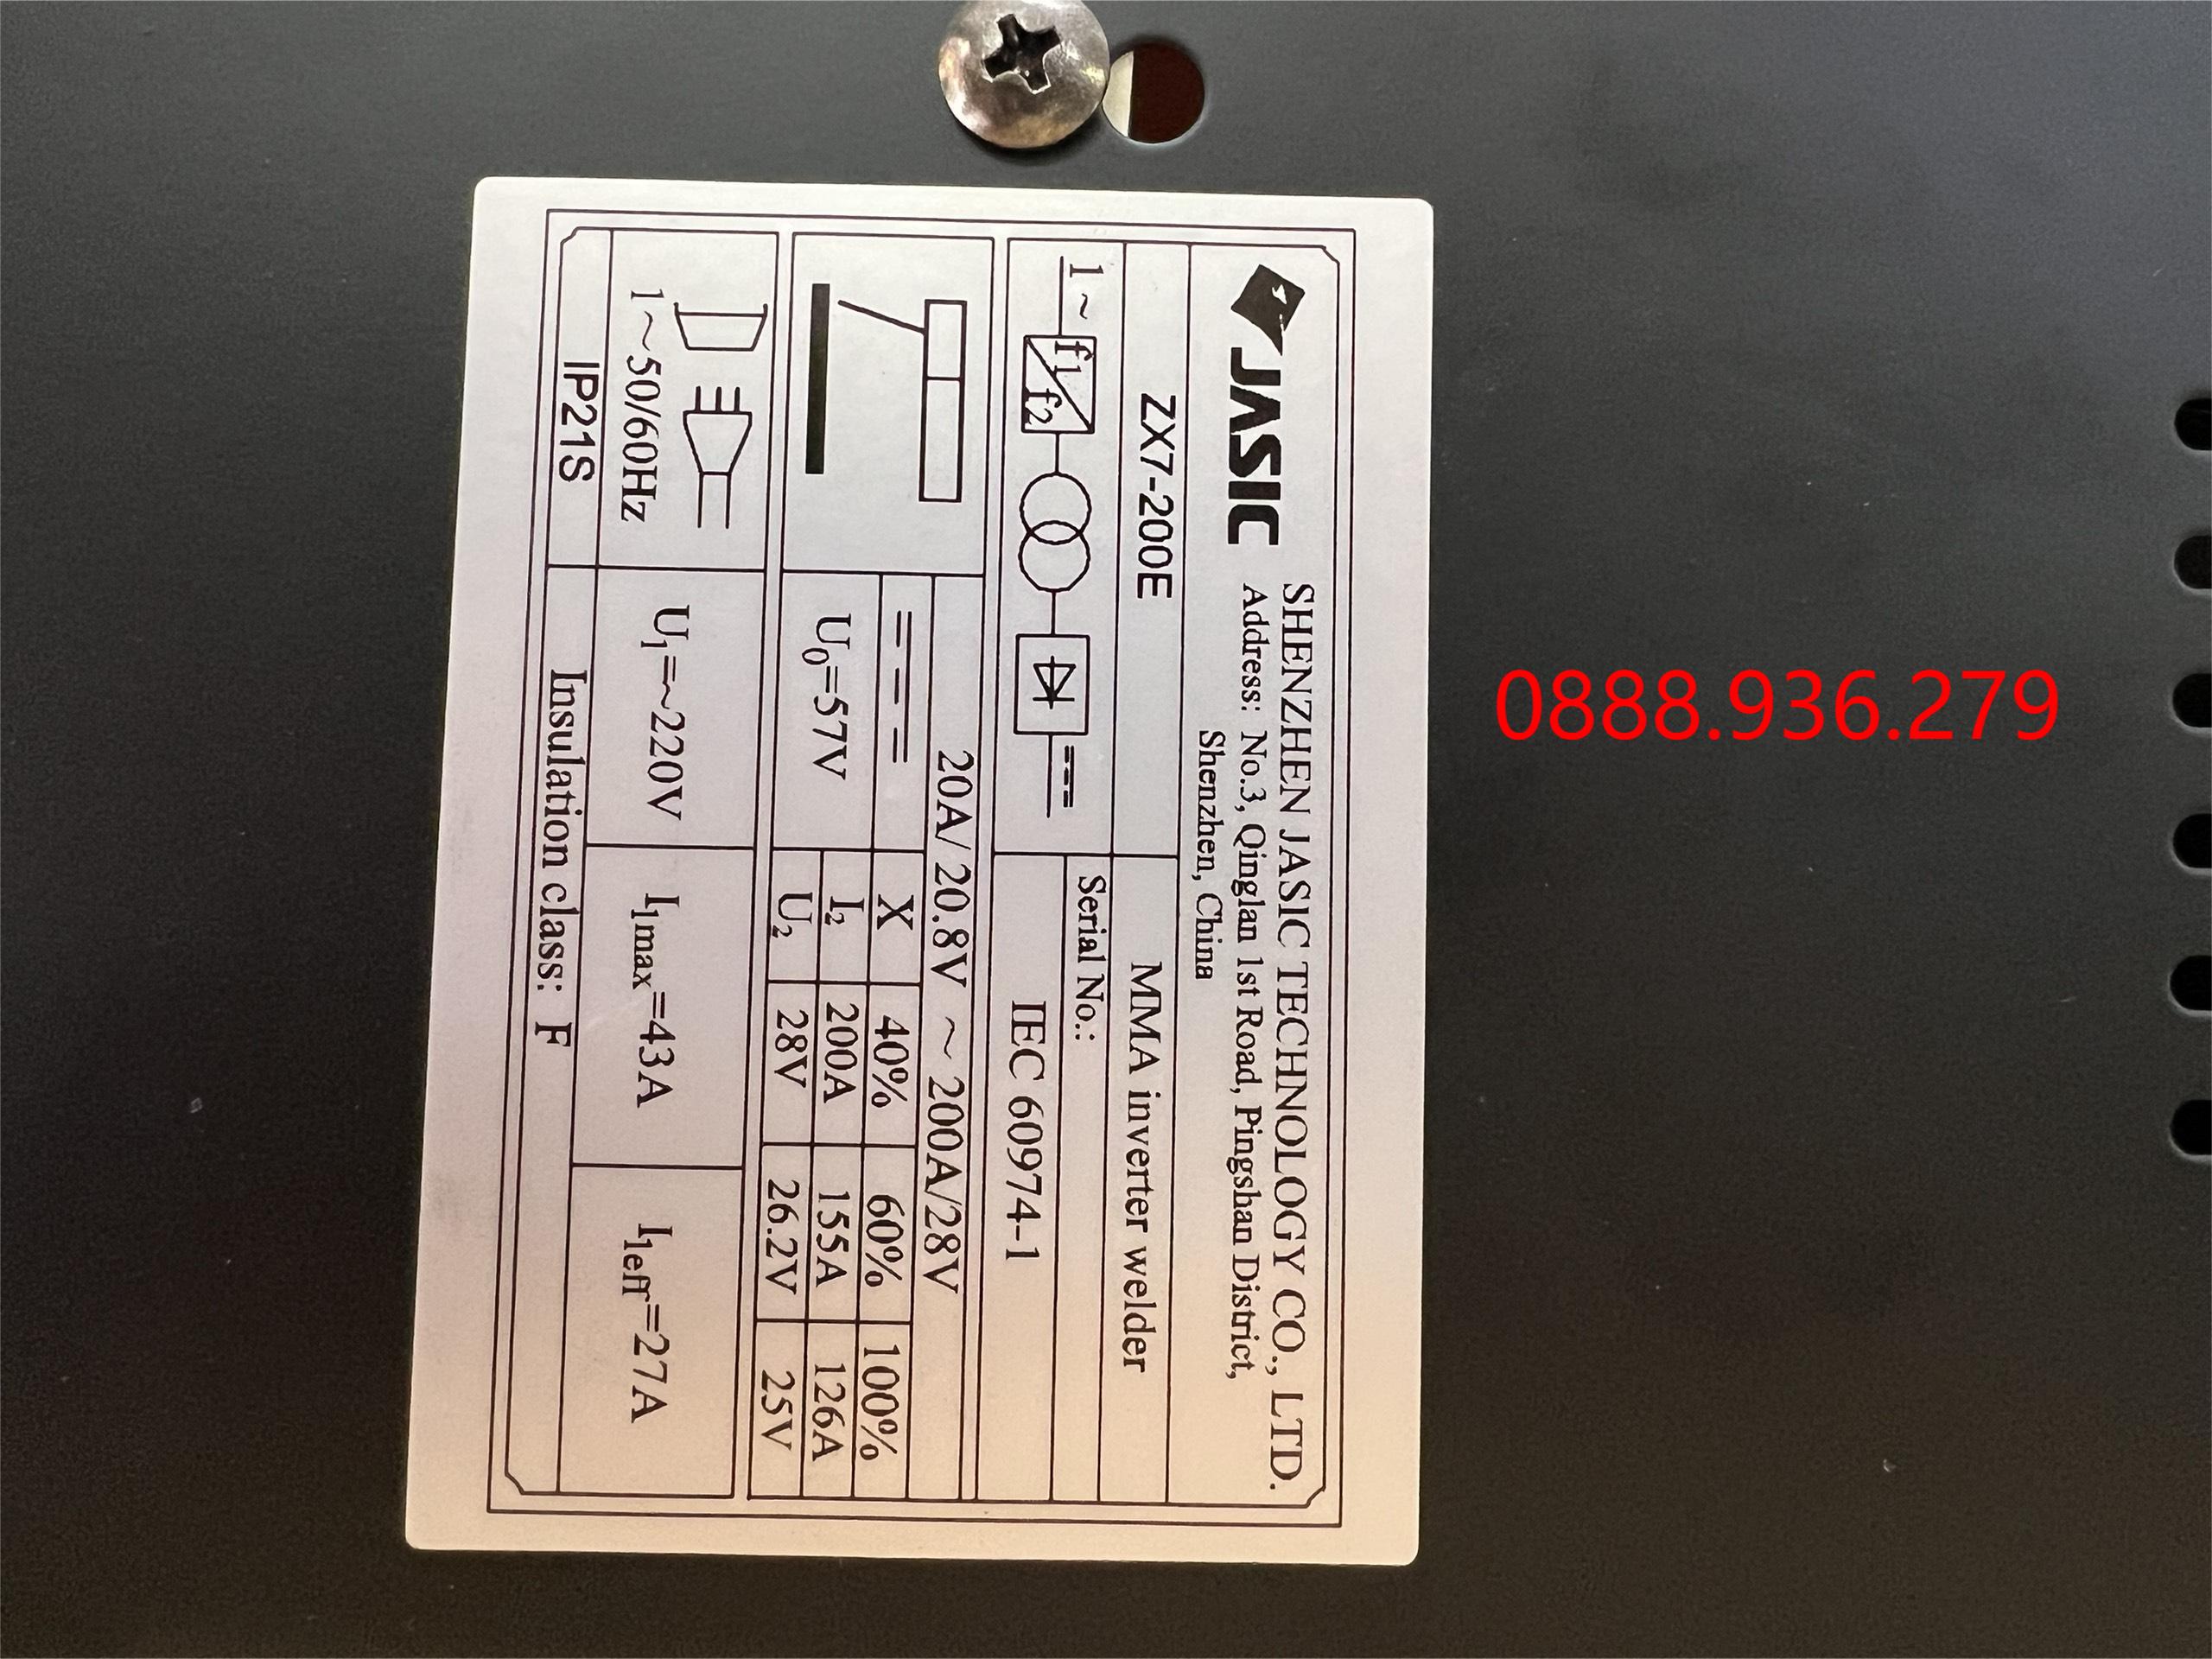 JASIC
SHENZHEN JASIC TECHNOLOGY CO., LTD.
Address: No.3, Qinglan 1st Road, Pingshan District,
Shenzhen, China
ZX7-200E
MMA inverter welder
Serial No.:
1~ f1 f2
IEC 60974-1
20A/ 20.8V ～ 200A/28V
X 40% 60% 100%
U₀=57V
I₂ 200A 155A 126A
U₂ 28V 26.2V 25V
1～50/60Hz
U₁=~220V
I₁max=43A
I₁eff=27A
IP21S
Insulation class: F
0888.936.279